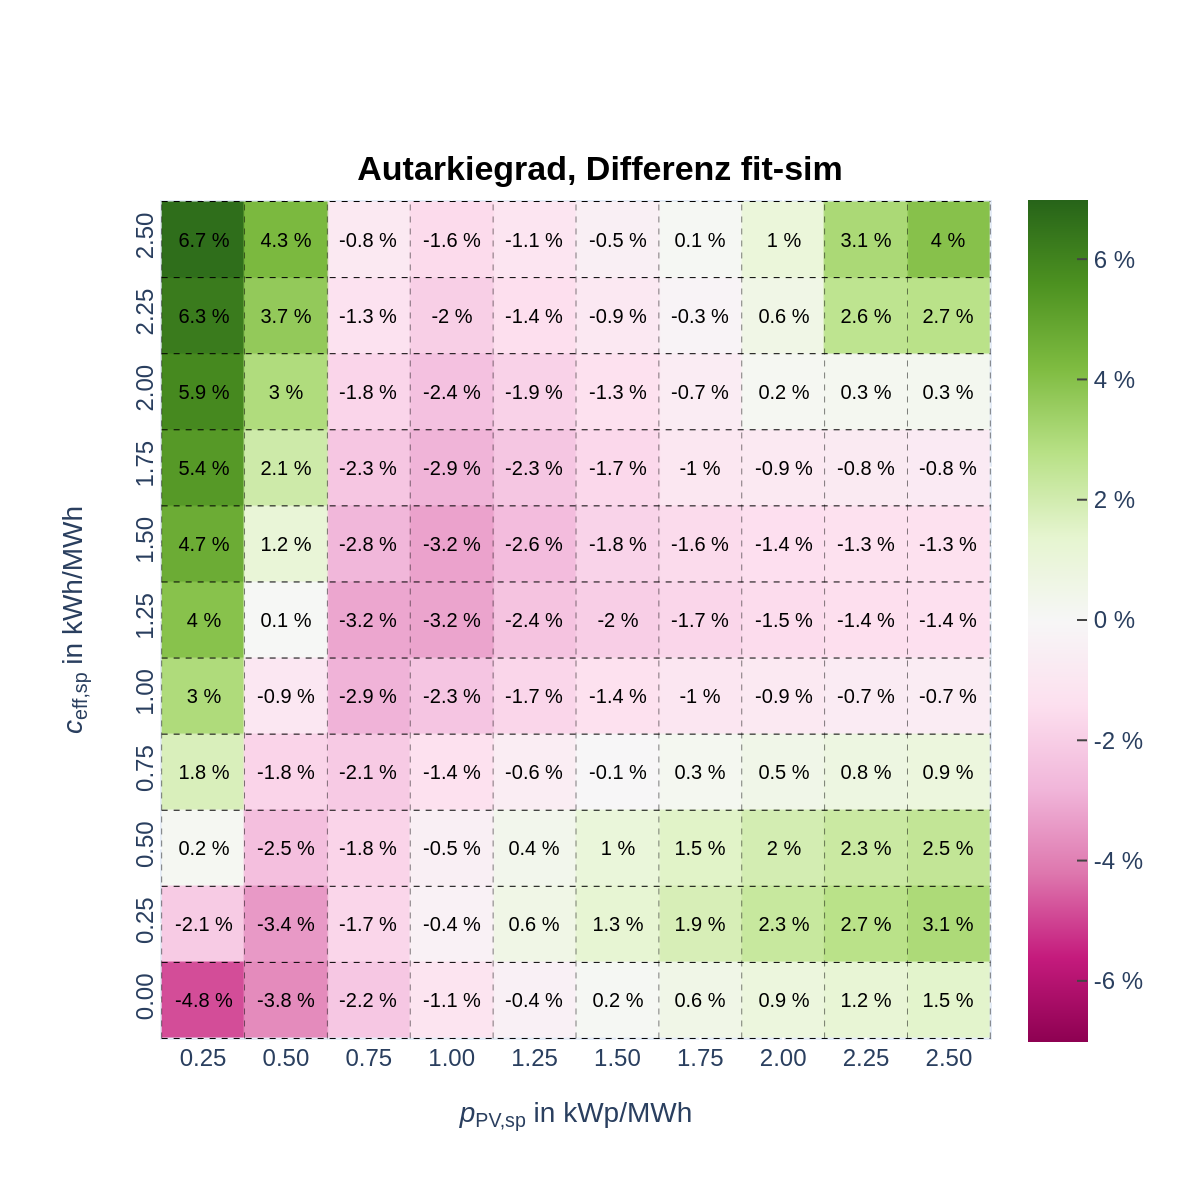 Autarkiegrad, Differenz fit-sim
2.50 6.7 % 4.3 % -0.8 % -1.6 % -1.1 % -0.5 % 0.1 % 1 % 3.1 % 4 %
2.25 6.3 % 3.7 % -1.3 % -2 % -1.4 % -0.9 % -0.3 % 0.6 % 2.6 % 2.7 %
2.00 5.9 % 3 % -1.8 % -2.4 % -1.9 % -1.3 % -0.7 % 0.2 % 0.3 % 0.3 %
1.75 5.4 % 2.1 % -2.3 % -2.9 % -2.3 % -1.7 % -1 % -0.9 % -0.8 % -0.8 %
1.50 4.7 % 1.2 % -2.8 % -3.2 % -2.6 % -1.8 % -1.6 % -1.4 % -1.3 % -1.3 %
1.25 4 % 0.1 % -3.2 % -3.2 % -2.4 % -2 % -1.7 % -1.5 % -1.4 % -1.4 %
1.00 3 % -0.9 % -2.9 % -2.3 % -1.7 % -1.4 % -1 % -0.9 % -0.7 % -0.7 %
0.75 1.8 % -1.8 % -2.1 % -1.4 % -0.6 % -0.1 % 0.3 % 0.5 % 0.8 % 0.9 %
0.50 0.2 % -2.5 % -1.8 % -0.5 % 0.4 % 1 % 1.5 % 2 % 2.3 % 2.5 %
0.25 -2.1 % -3.4 % -1.7 % -0.4 % 0.6 % 1.3 % 1.9 % 2.3 % 2.7 % 3.1 %
0.00 -4.8 % -3.8 % -2.2 % -1.1 % -0.4 % 0.2 % 0.6 % 0.9 % 1.2 % 1.5 %
0.25 0.50 0.75 1.00 1.25 1.50 1.75 2.00 2.25 2.50
pPV,sp in kWp/MWh
ceff,sp in kWh/MWh
6 %
4 %
2 %
0 %
-2 %
-4 %
-6 %